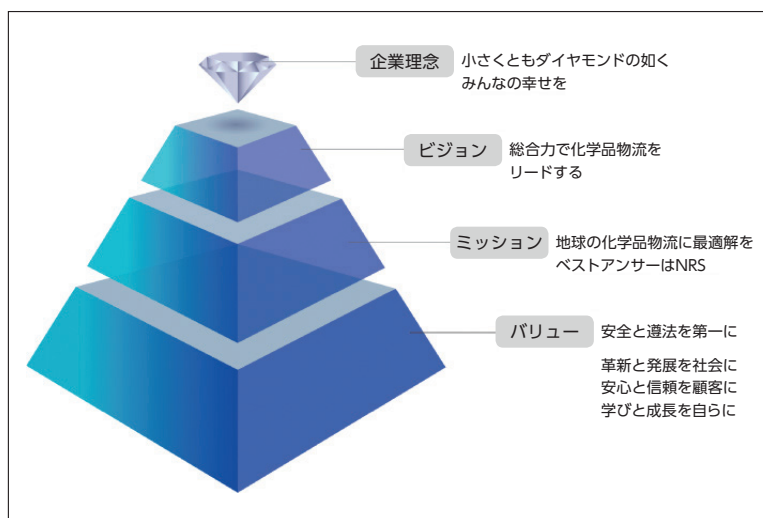 企業理念
小さくともダイヤモンドの如く
みんなの幸せを
ビジョン
総合力で化学品物流を
リードする
ミッション
地球の化学品物流に最適解を
ベストアンサーはNRS
バリュー
安全と遵法を第一に
革新と発展を社会に
安心と信頼を顧客に
学びと成長を自らに